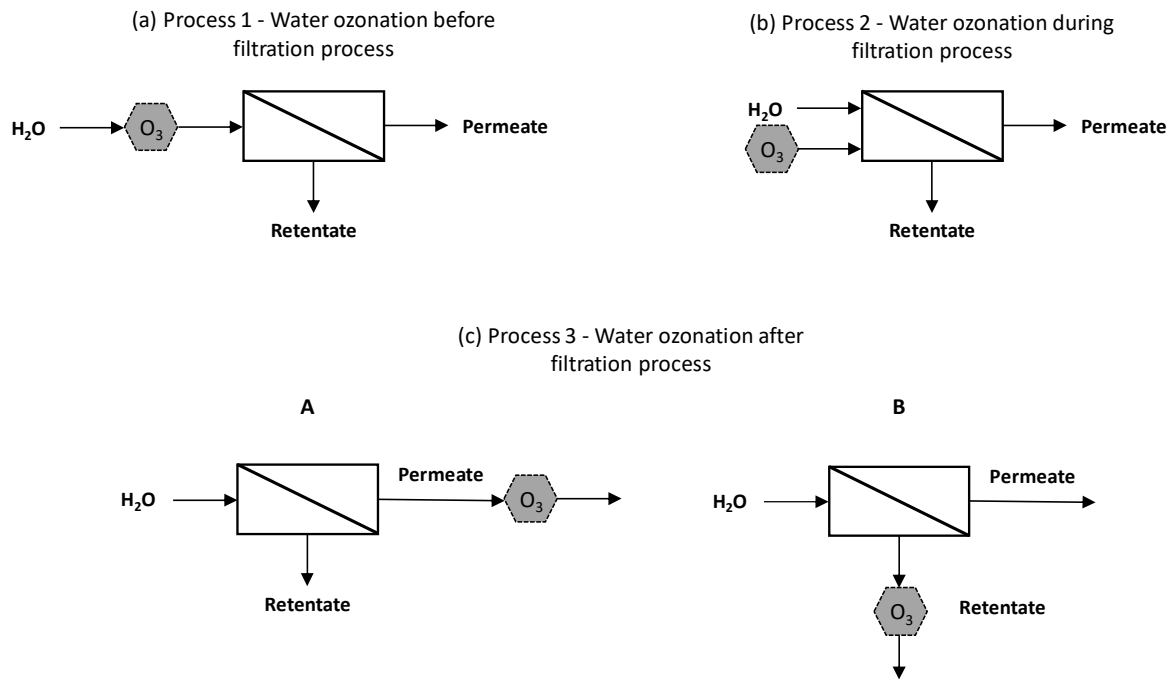 (a) Process 1 - Water ozonation before
filtration process
H₂O
O₃
Permeate
Retentate
(b) Process 2 - Water ozonation during
filtration process
H₂O
O₃
Permeate
Retentate
(c) Process 3 - Water ozonation after
filtration process
A
H₂O
Permeate
O₃
Retentate
B
H₂O
Permeate
O₃
Retentate